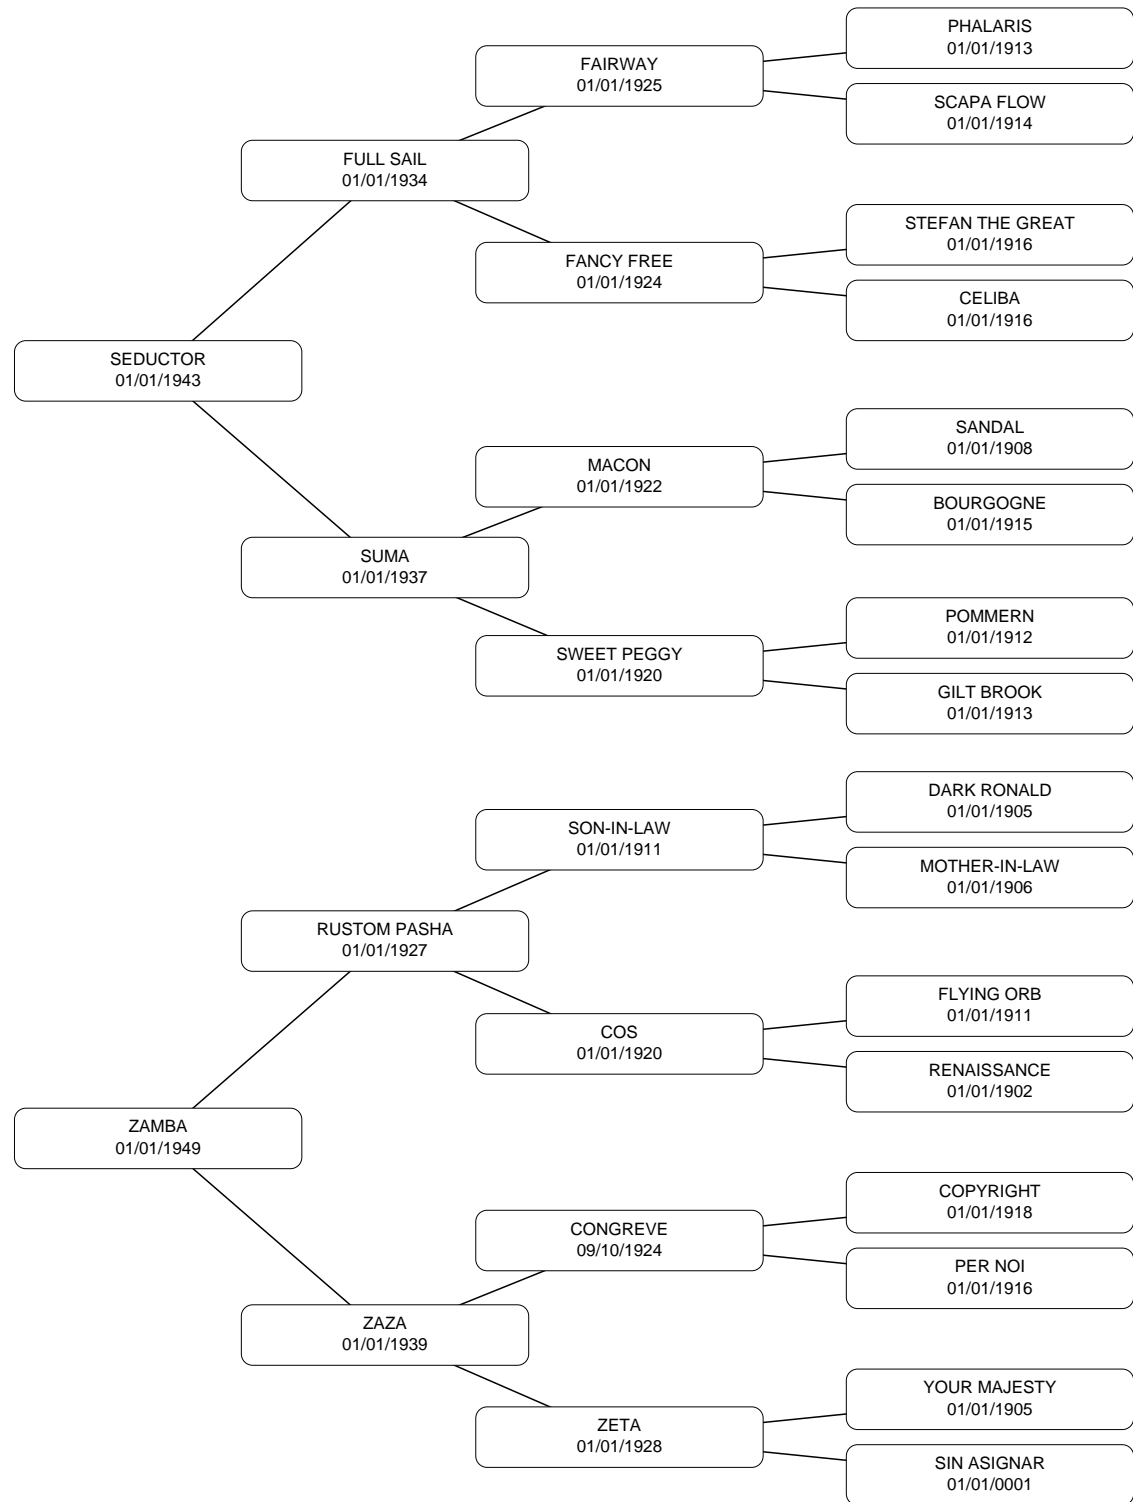 PHALARIS
01/01/1913
FAIRWAY
01/01/1925
SCAPA FLOW
01/01/1914
FULL SAIL
01/01/1934
STEFAN THE GREAT
01/01/1916
FANCY FREE
01/01/1924
CELIBA
01/01/1916
SEDUCTOR
01/01/1943
SANDAL
01/01/1908
MACON
01/01/1922
BOURGOGNE
01/01/1915
SUMA
01/01/1937
POMMERN
01/01/1912
SWEET PEGGY
01/01/1920
GILT BROOK
01/01/1913
DARK RONALD
01/01/1905
SON-IN-LAW
01/01/1911
MOTHER-IN-LAW
01/01/1906
RUSTOM PASHA
01/01/1927
FLYING ORB
01/01/1911
COS
01/01/1920
RENAISSANCE
01/01/1902
ZAMBA
01/01/1949
COPYRIGHT
01/01/1918
CONGREVE
09/10/1924
PER NOI
01/01/1916
ZAZA
01/01/1939
YOUR MAJESTY
01/01/1905
ZETA
01/01/1928
SIN ASIGNAR
01/01/0001